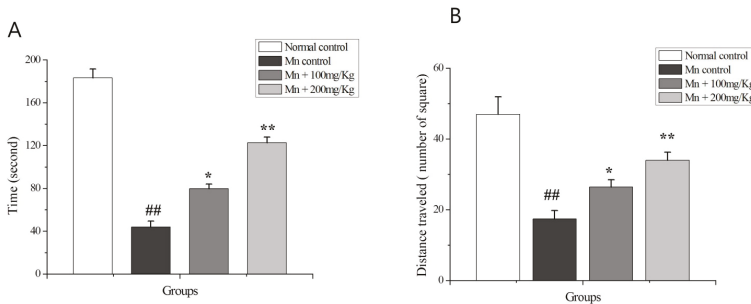 A
Time (second)
200
160
120
80
40
0
Normal control
Mn control
Mn + 100mg/Kg
Mn + 200mg/Kg
##
*
**
Groups
B
Distance traveled ( number of square)
60
40
20
0
Normal control
Mn control
Mn + 100mg/Kg
Mn + 200mg/Kg
##
*
**
Groups